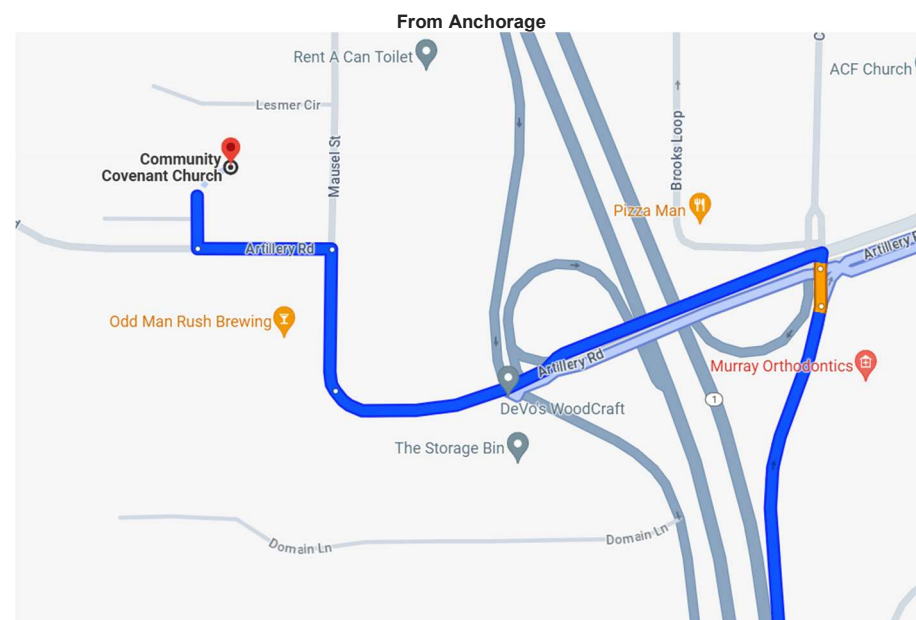 From Anchorage
Rent A Can Toilet
ACF Church
Lesmer Cir
Mausel St
Brooks Loop
Community
Covenant Church
Pizza Man
Artillery Rd
Artillery R
Odd Man Rush Brewing
Artillery Rd
Murray Orthodontics
1
DeVo's WoodCraft
The Storage Bin
Domain Ln
Domain Ln